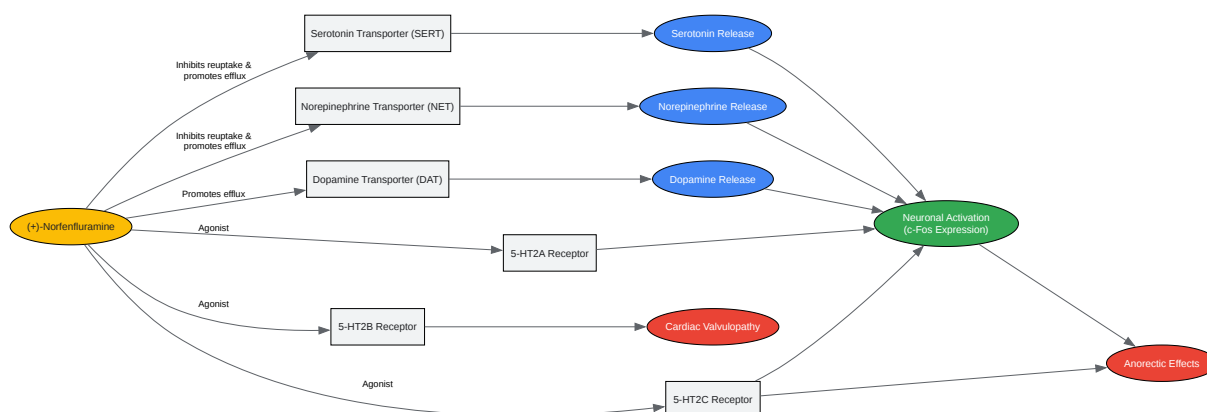 Serotonin Transporter (SERT)
Serotonin Release
Inhibits reuptake &
promotes efflux
Norepinephrine Transporter (NET)
Norepinephrine Release
Inhibits reuptake &
promotes efflux
Dopamine Transporter (DAT)
Dopamine Release
Promotes efflux
(+)-Norfenfluramine
Neuronal Activation
(c-Fos Expression)
Agonist
5-HT2A Receptor
Agonist
5-HT2B Receptor
Cardiac Valvulopathy
Anorectic Effects
Agonist
5-HT2C Receptor